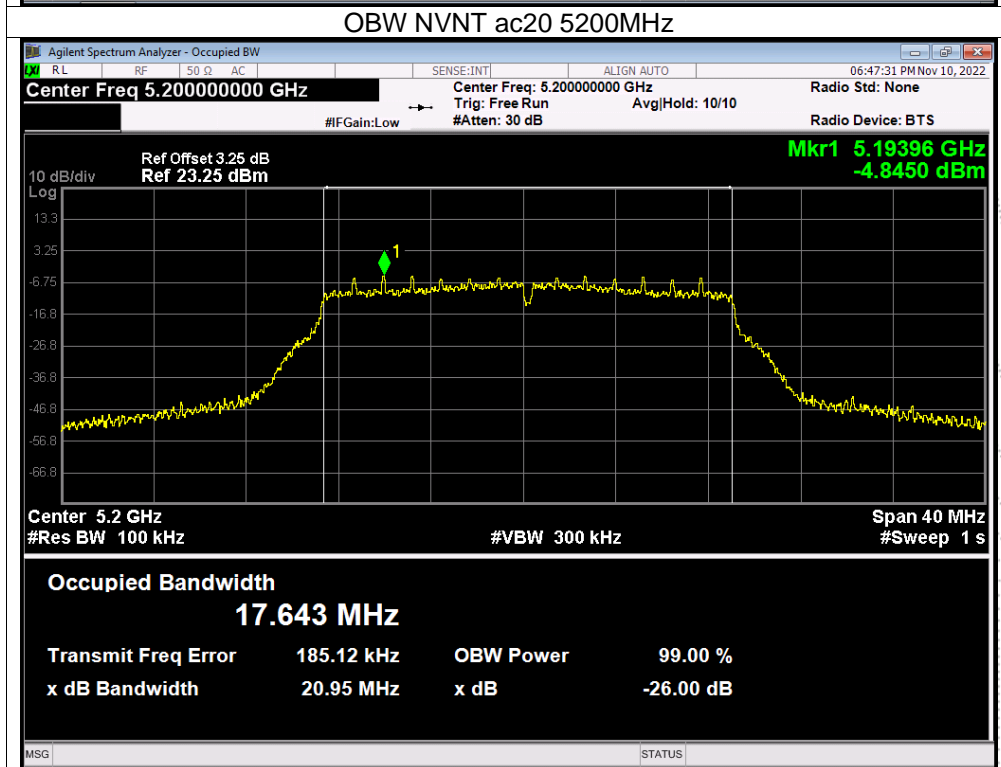 OBW NVNT ac20 5200MHz
Agilent Spectrum Analyzer - Occupied BW
LXI RL RF 50 Ω AC SENSE:INT ALIGN AUTO 06:47:31 PM Nov 10, 2022
Center Freq 5.200000000 GHz Center Freq: 5.200000000 GHz Radio Std: None
Trig: Free Run Avg|Hold: 10/10
#IFGain:Low #Atten: 30 dB Radio Device: BTS
Mkr1 5.19396 GHz
-4.8450 dBm
Ref Offset 3.25 dB
10 dB/div Ref 23.25 dBm
Log
13.3
1
3.25
-6.75
-16.8
-26.8
-36.8
-46.8
-56.8
-66.8
Center 5.2 GHz Span 40 MHz
#Res BW 100 kHz #VBW 300 kHz #Sweep 1 s
Occupied Bandwidth
17.643 MHz
Transmit Freq Error 185.12 kHz OBW Power 99.00 %
x dB Bandwidth 20.95 MHz x dB -26.00 dB
MSG STATUS